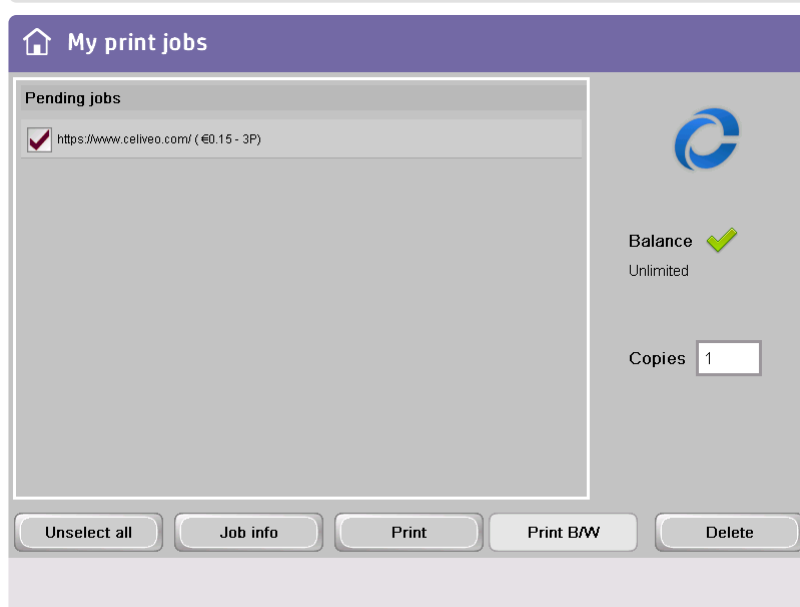 My print jobs
Pending jobs
https://www.celiveo.com/ ( €0.15 - 3P)
Balance
Unlimited
Copies 1
Unselect all Job info Print Print B/W Delete